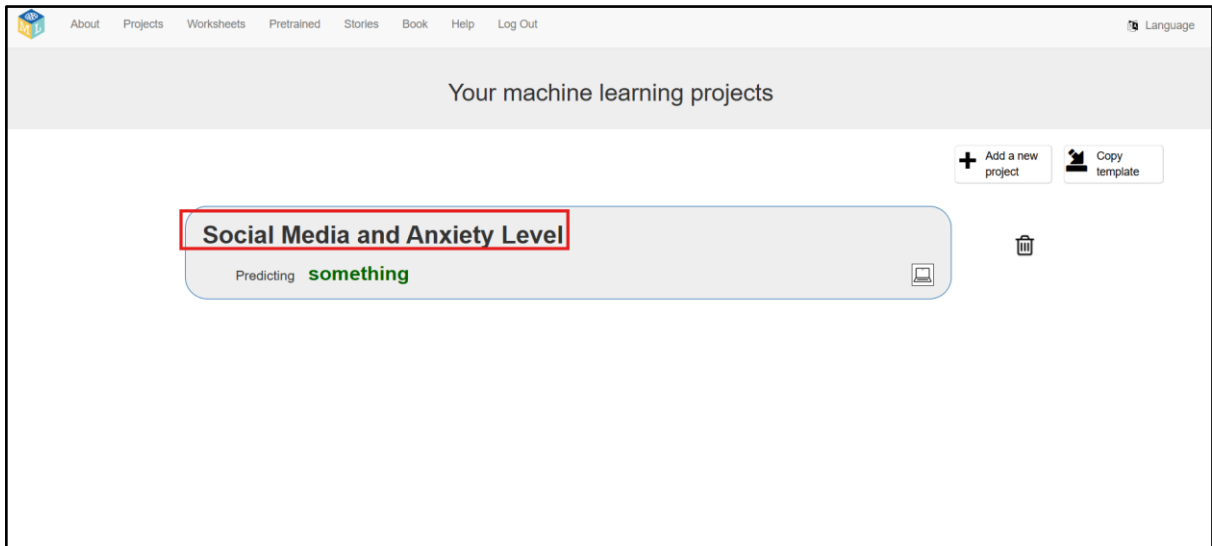 About Projects Worksheets Pretrained Stories Book Help Log Out Language
Your machine learning projects
Add a new
project
Copy
template
Social Media and Anxiety Level
Predicting something